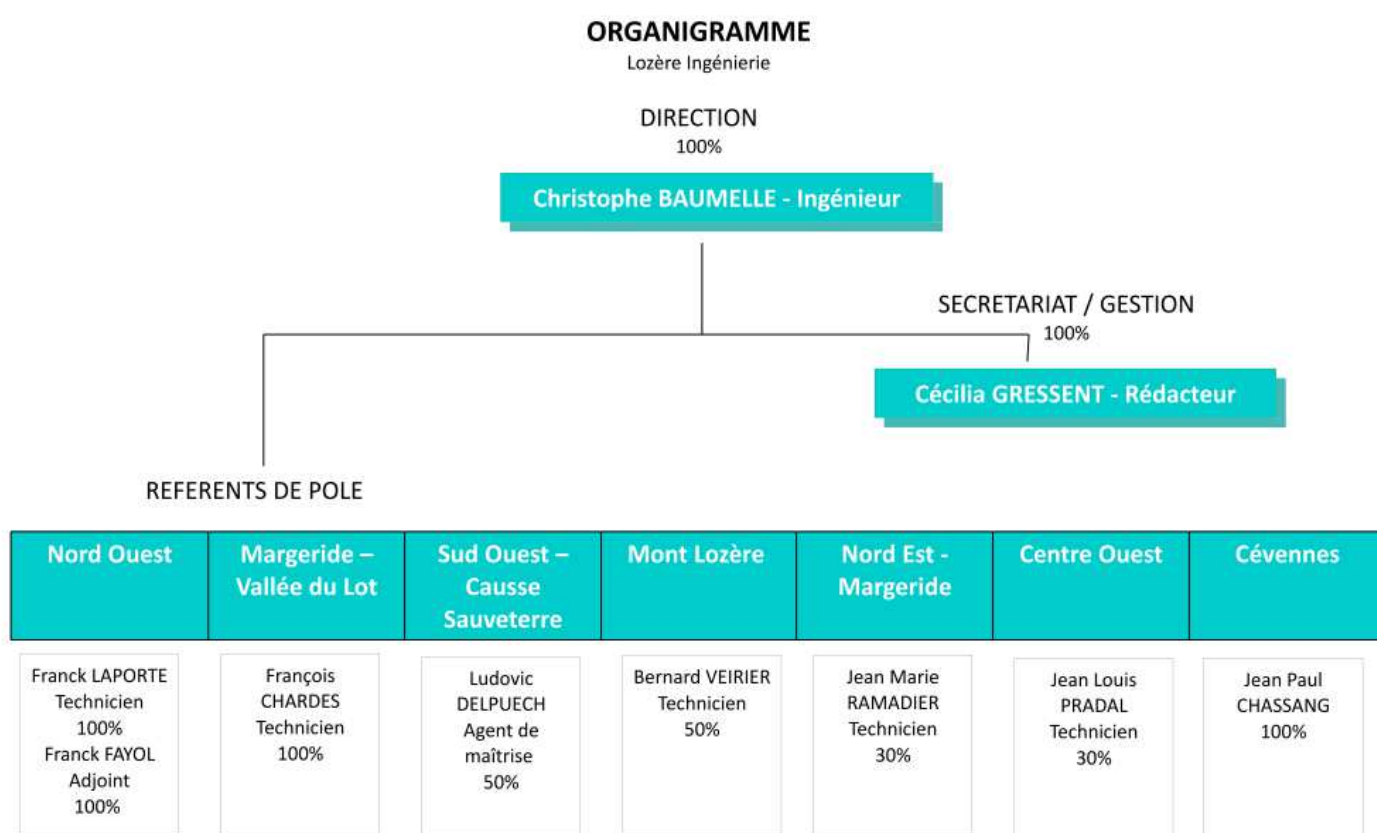 ORGANIGRAMME
Lozère Ingénierie
DIRECTION
100%
Christophe BAUMELLE - Ingénieur
SECRETARIAT / GESTION
100%
Cécilia GRESSENT - Rédacteur
REFERENTS DE POLE
Nord Ouest
Margeride –
Vallée du Lot
Sud Ouest –
Causse
Sauveterre
Mont Lozère
Nord Est -
Margeride
Centre Ouest
Cévennes
Franck LAPORTE
Technicien
100%
Franck FAYOL
Adjoint
100%
François
CHARDES
Technicien
100%
Ludovic
DELPUECH
Agent de
maîtrise
50%
Bernard VEIRIER
Technicien
50%
Jean Marie
RAMADIER
Technicien
30%
Jean Louis
PRADAL
Technicien
30%
Jean Paul
CHASSANG
100%